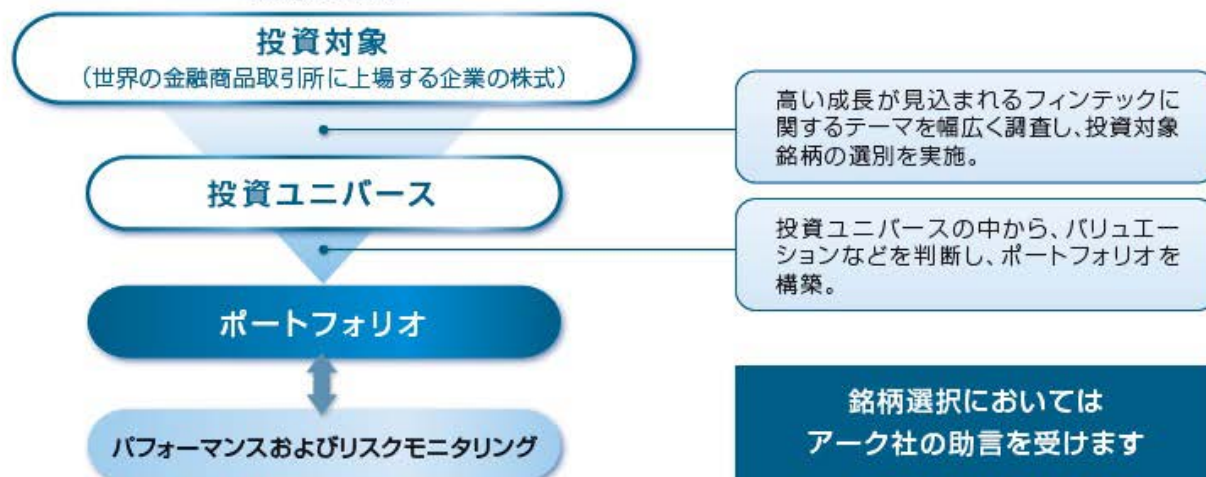 投資対象
（世界の金融商品取引所に上場する企業の株式）
高い成長が見込まれるフィンテックに
関するテーマを幅広く調査し、投資対象
銘柄の選別を実施。
投資ユニバース
投資ユニバースの中から、バリュエー
ションなどを判断し、ポートフォリオを
構築。
ポートフォリオ
パフォーマンスおよびリスクモニタリング
銘柄選択においては
アーク社の助言を受けます